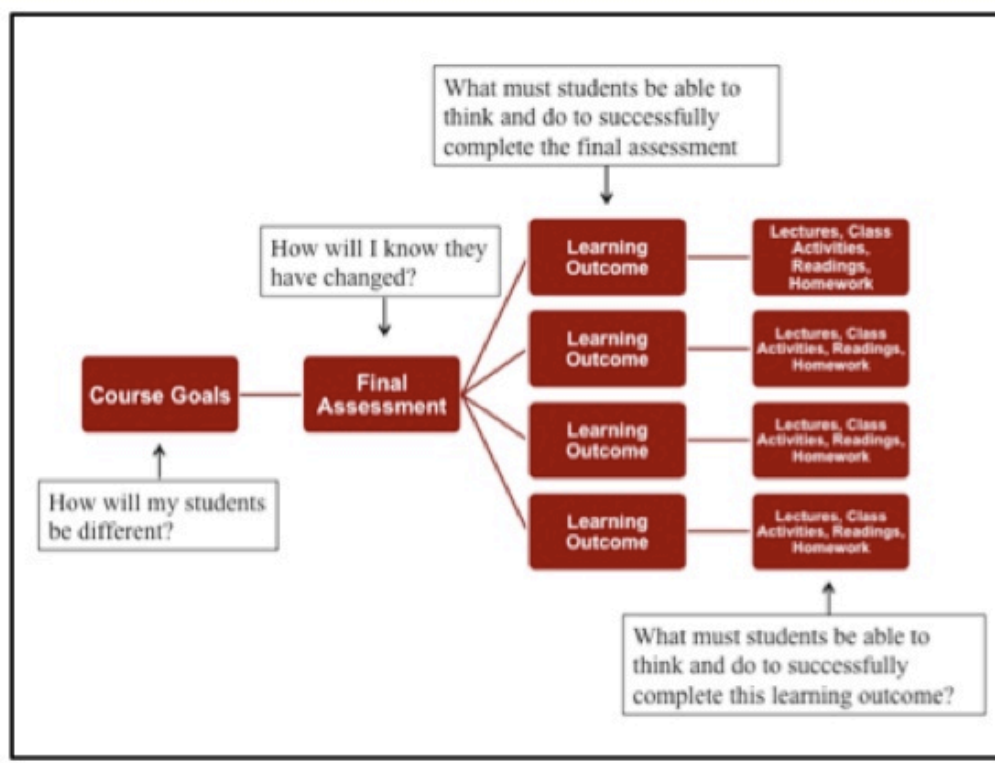 What must students be able to
think and do to successfully
complete the final assessment
How will I know they
have changed?
Learning
Outcome
Lectures, Class
Activities,
Readings,
Homework
Learning
Outcome
Lectures, Class
Activities, Readings,
Homework
Course Goals
Final
Assessment
Learning
Outcome
Lectures, Class
Activities, Readings,
Homework
How will my students
be different?
Learning
Outcome
Lectures, Class
Activities, Readings,
Homework
What must students be able to
think and do to successfully
complete this learning outcome?